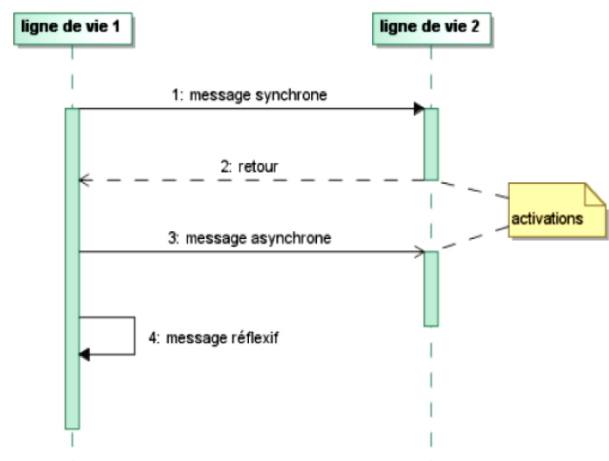 ligne de vie 1
ligne de vie 2
1: message synchrone
2: retour
activations
3: message asynchrone
4: message réflexif